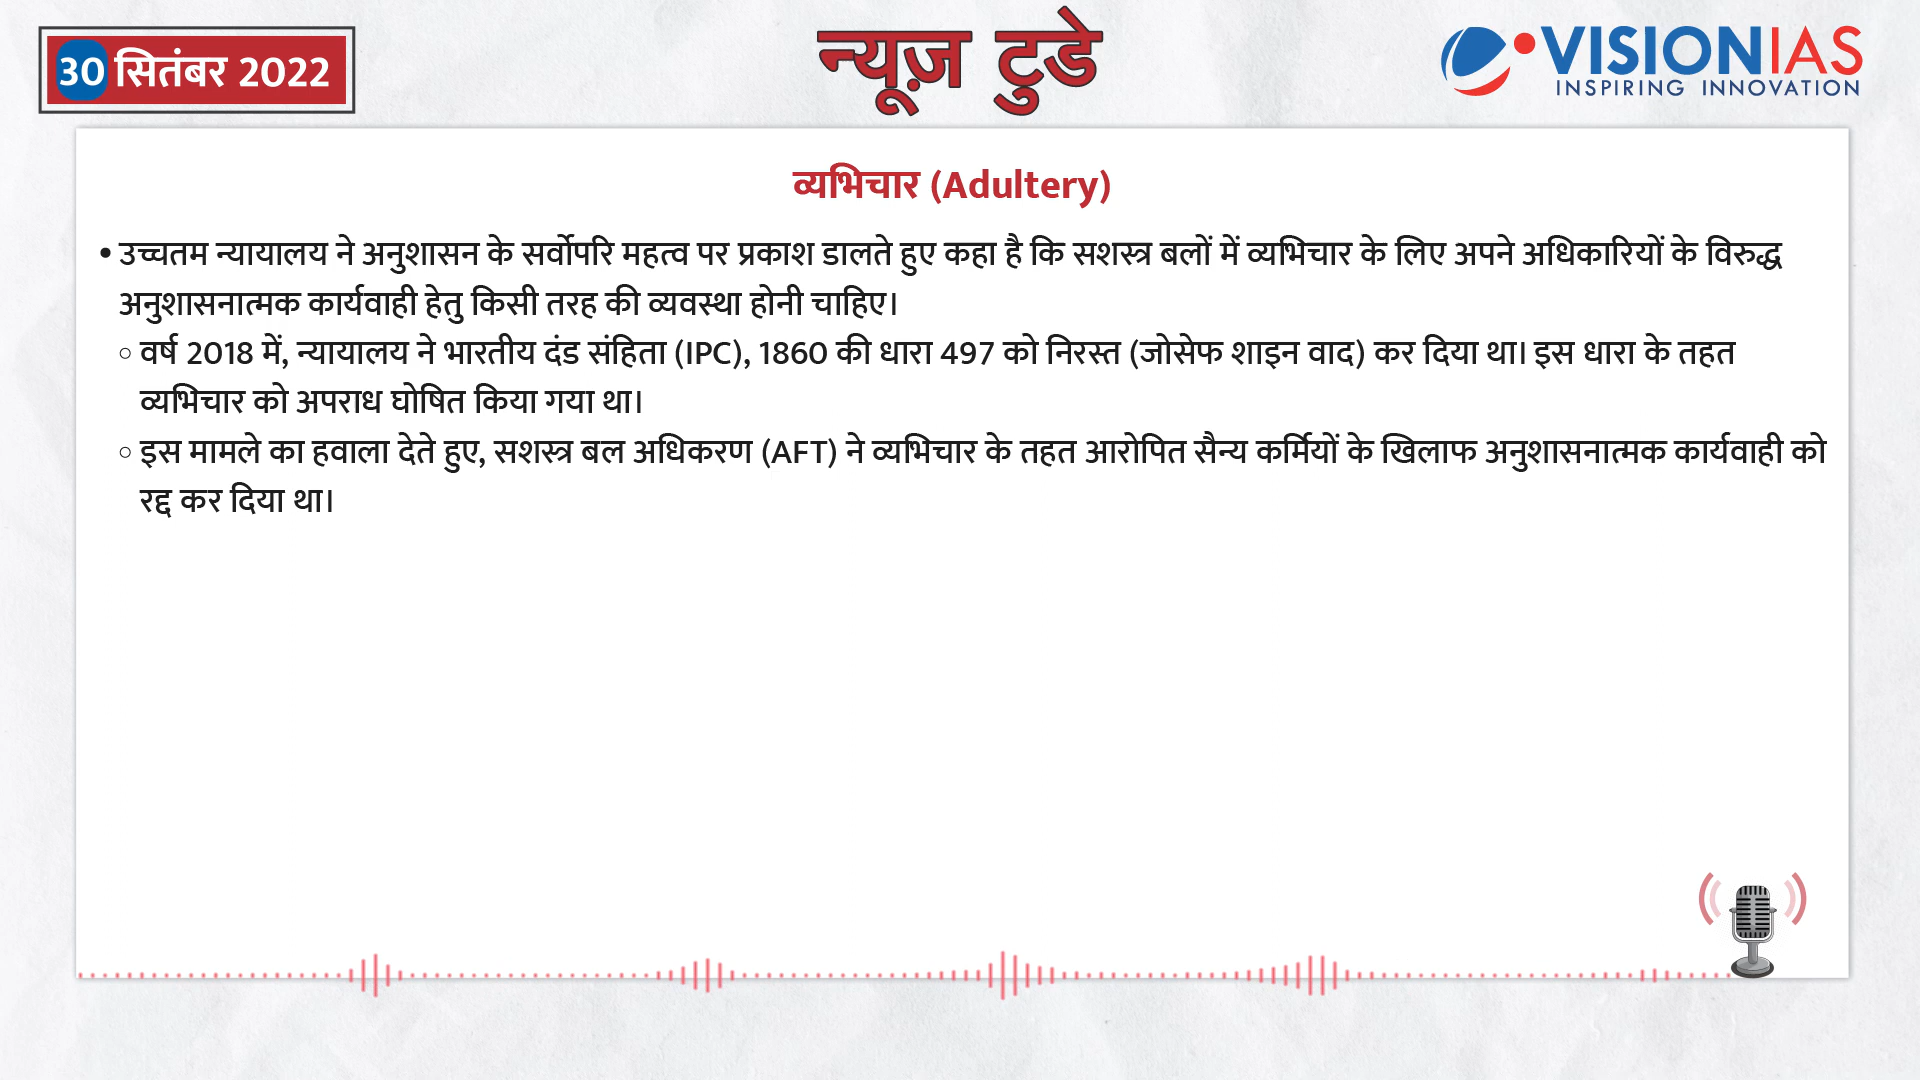 30 सितंबर 2022
न्यूज़ टुडे
VISIONIAS
INSPIRING INNOVATION
व्यभिचार (Adultery)
• उच्चतम न्यायालय ने अनुशासन के सर्वोपरि महत्व पर प्रकाश डालते हुए कहा है कि सशस्त्र बलों में व्यभिचार के लिए अपने अधिकारियों के विरुद्ध
अनुशासनात्मक कार्यवाही हेतु किसी तरह की व्यवस्था होनी चाहिए।
○ वर्ष 2018 में, न्यायालय ने भारतीय दंड संहिता (IPC), 1860 की धारा 497 को निरस्त (जोसेफ शाइन वाद) कर दिया था। इस धारा के तहत
व्यभिचार को अपराध घोषित किया गया था।
○ इस मामले का हवाला देते हुए, सशस्त्र बल अधिकरण (AFT) ने व्यभिचार के तहत आरोपित सैन्य कर्मियों के खिलाफ अनुशासनात्मक कार्यवाही को
रद्द कर दिया था।